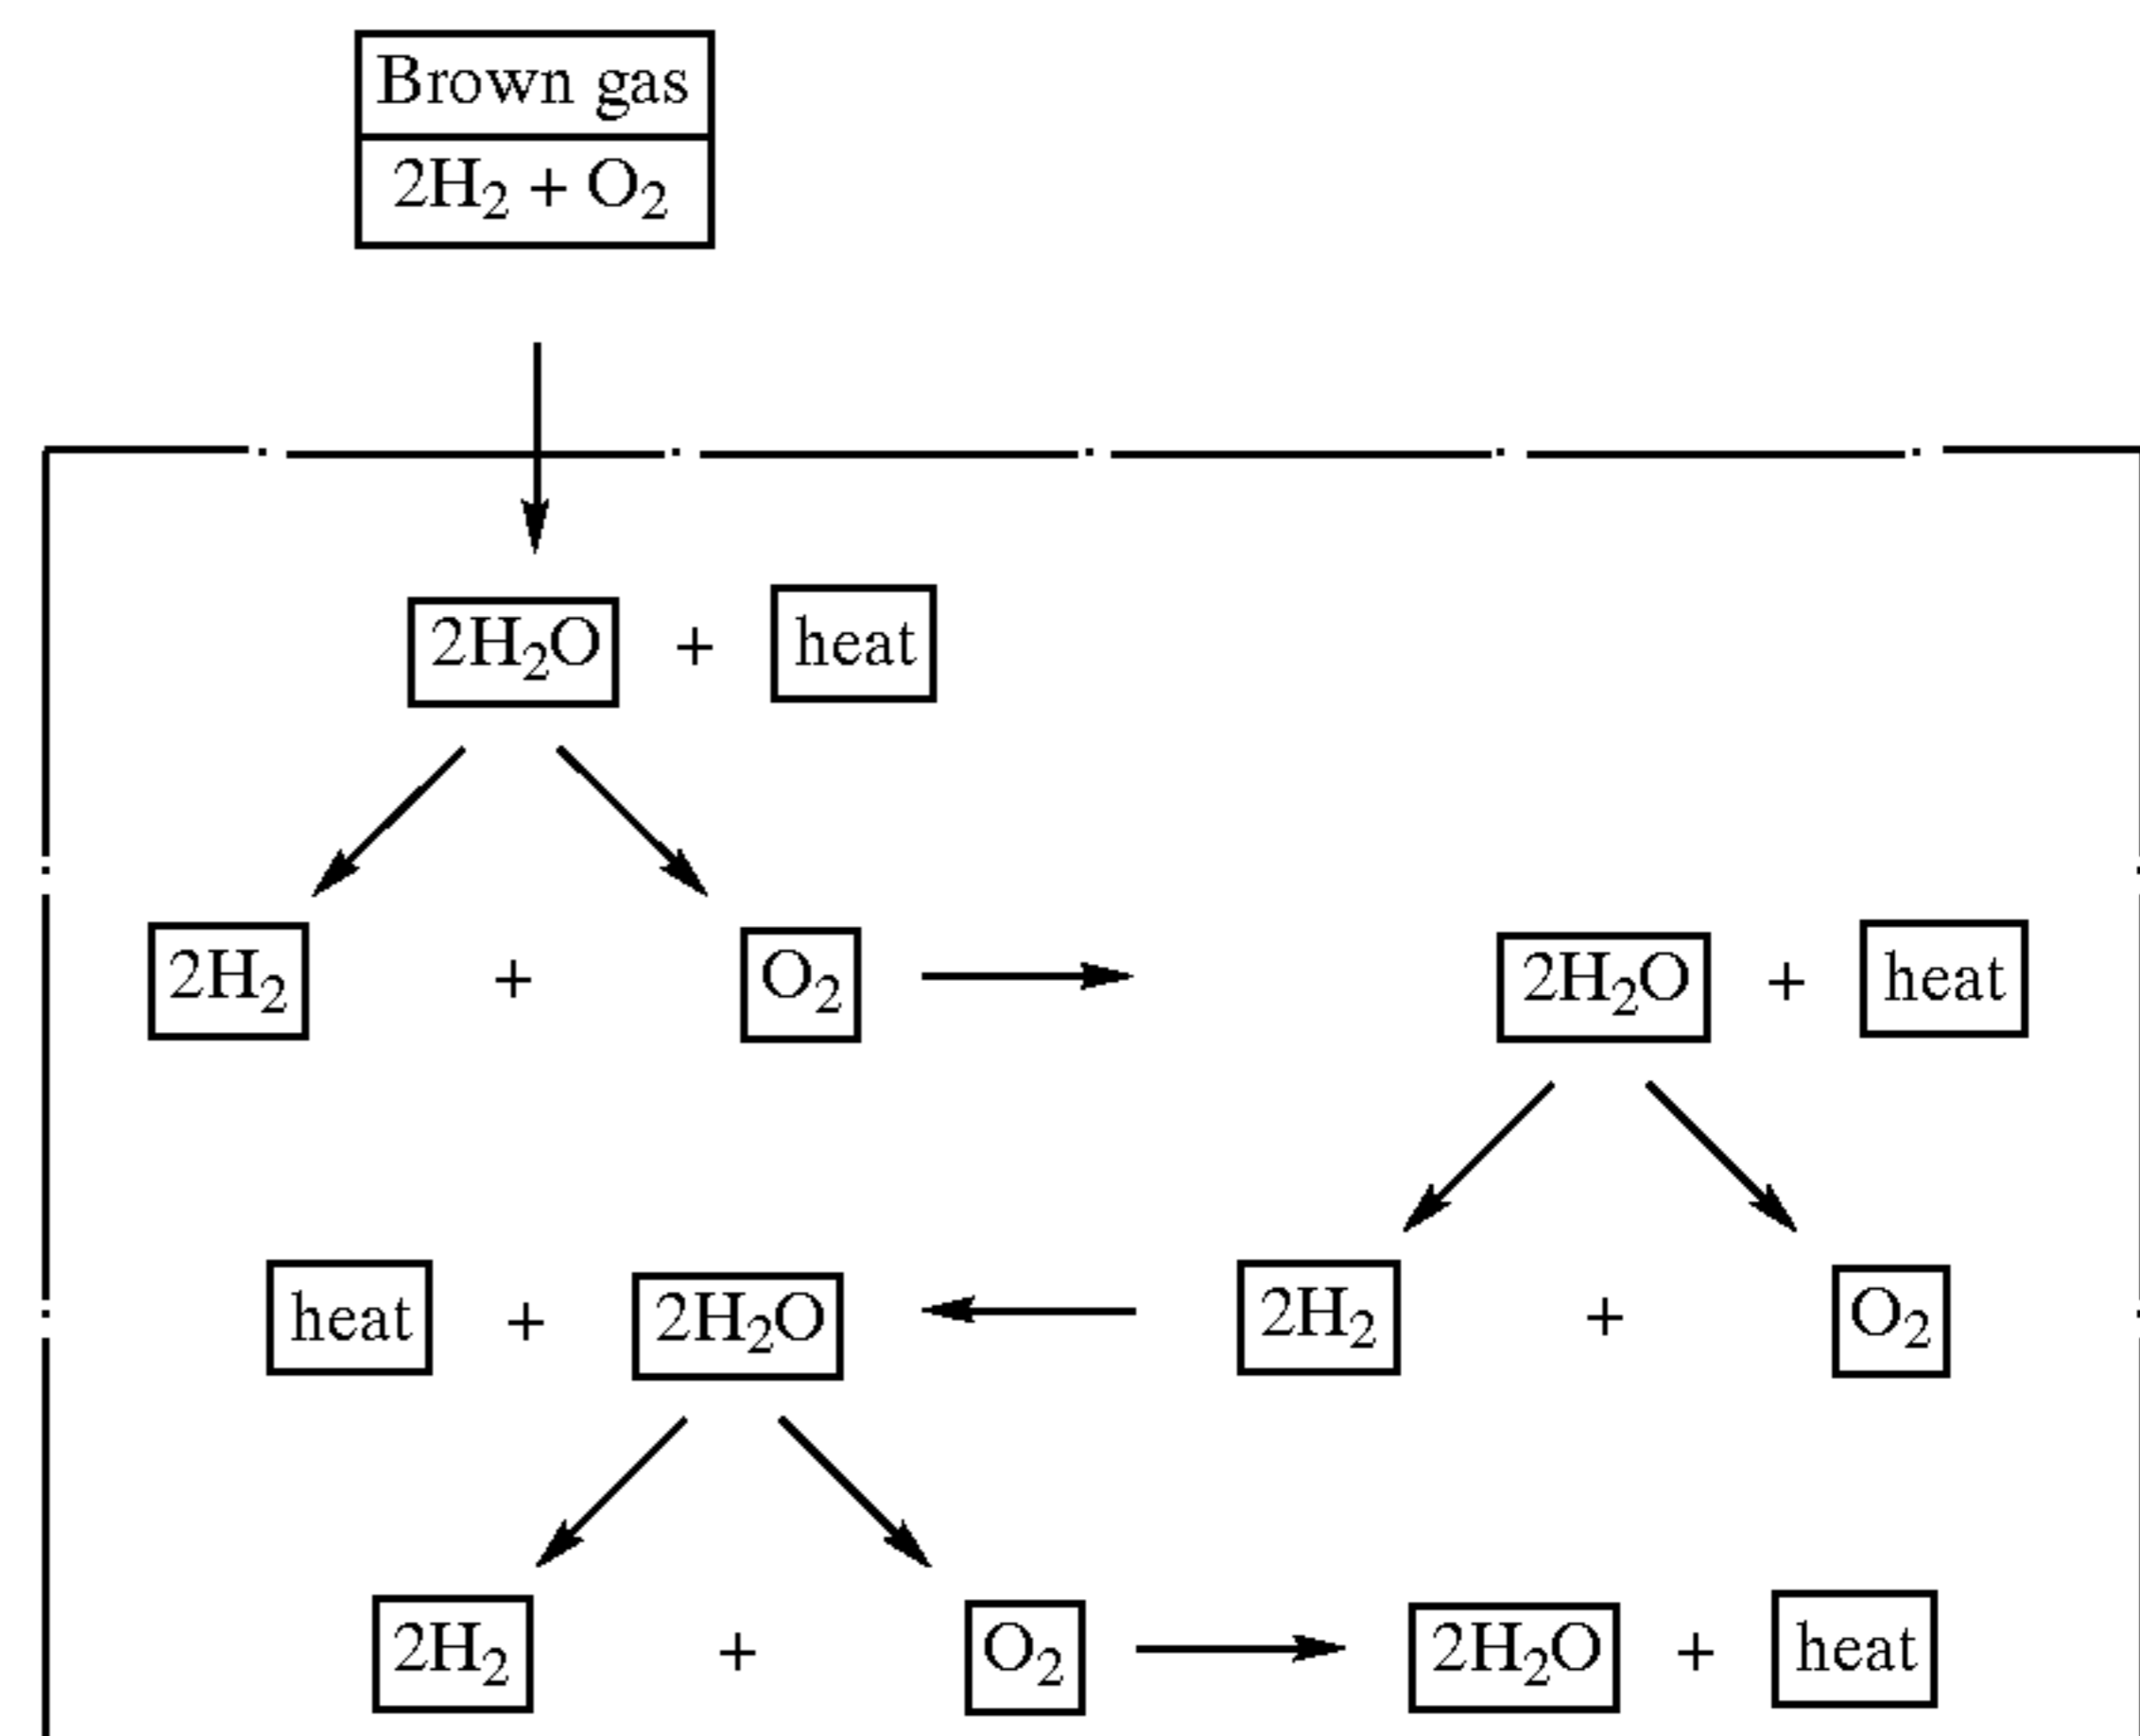 Brown gas
2H₂ + O₂
2H₂O + heat
2H₂ + O₂ 2H₂O + heat
heat + 2H₂O 2H₂ + O₂
2H₂ + O₂ 2H₂O + heat